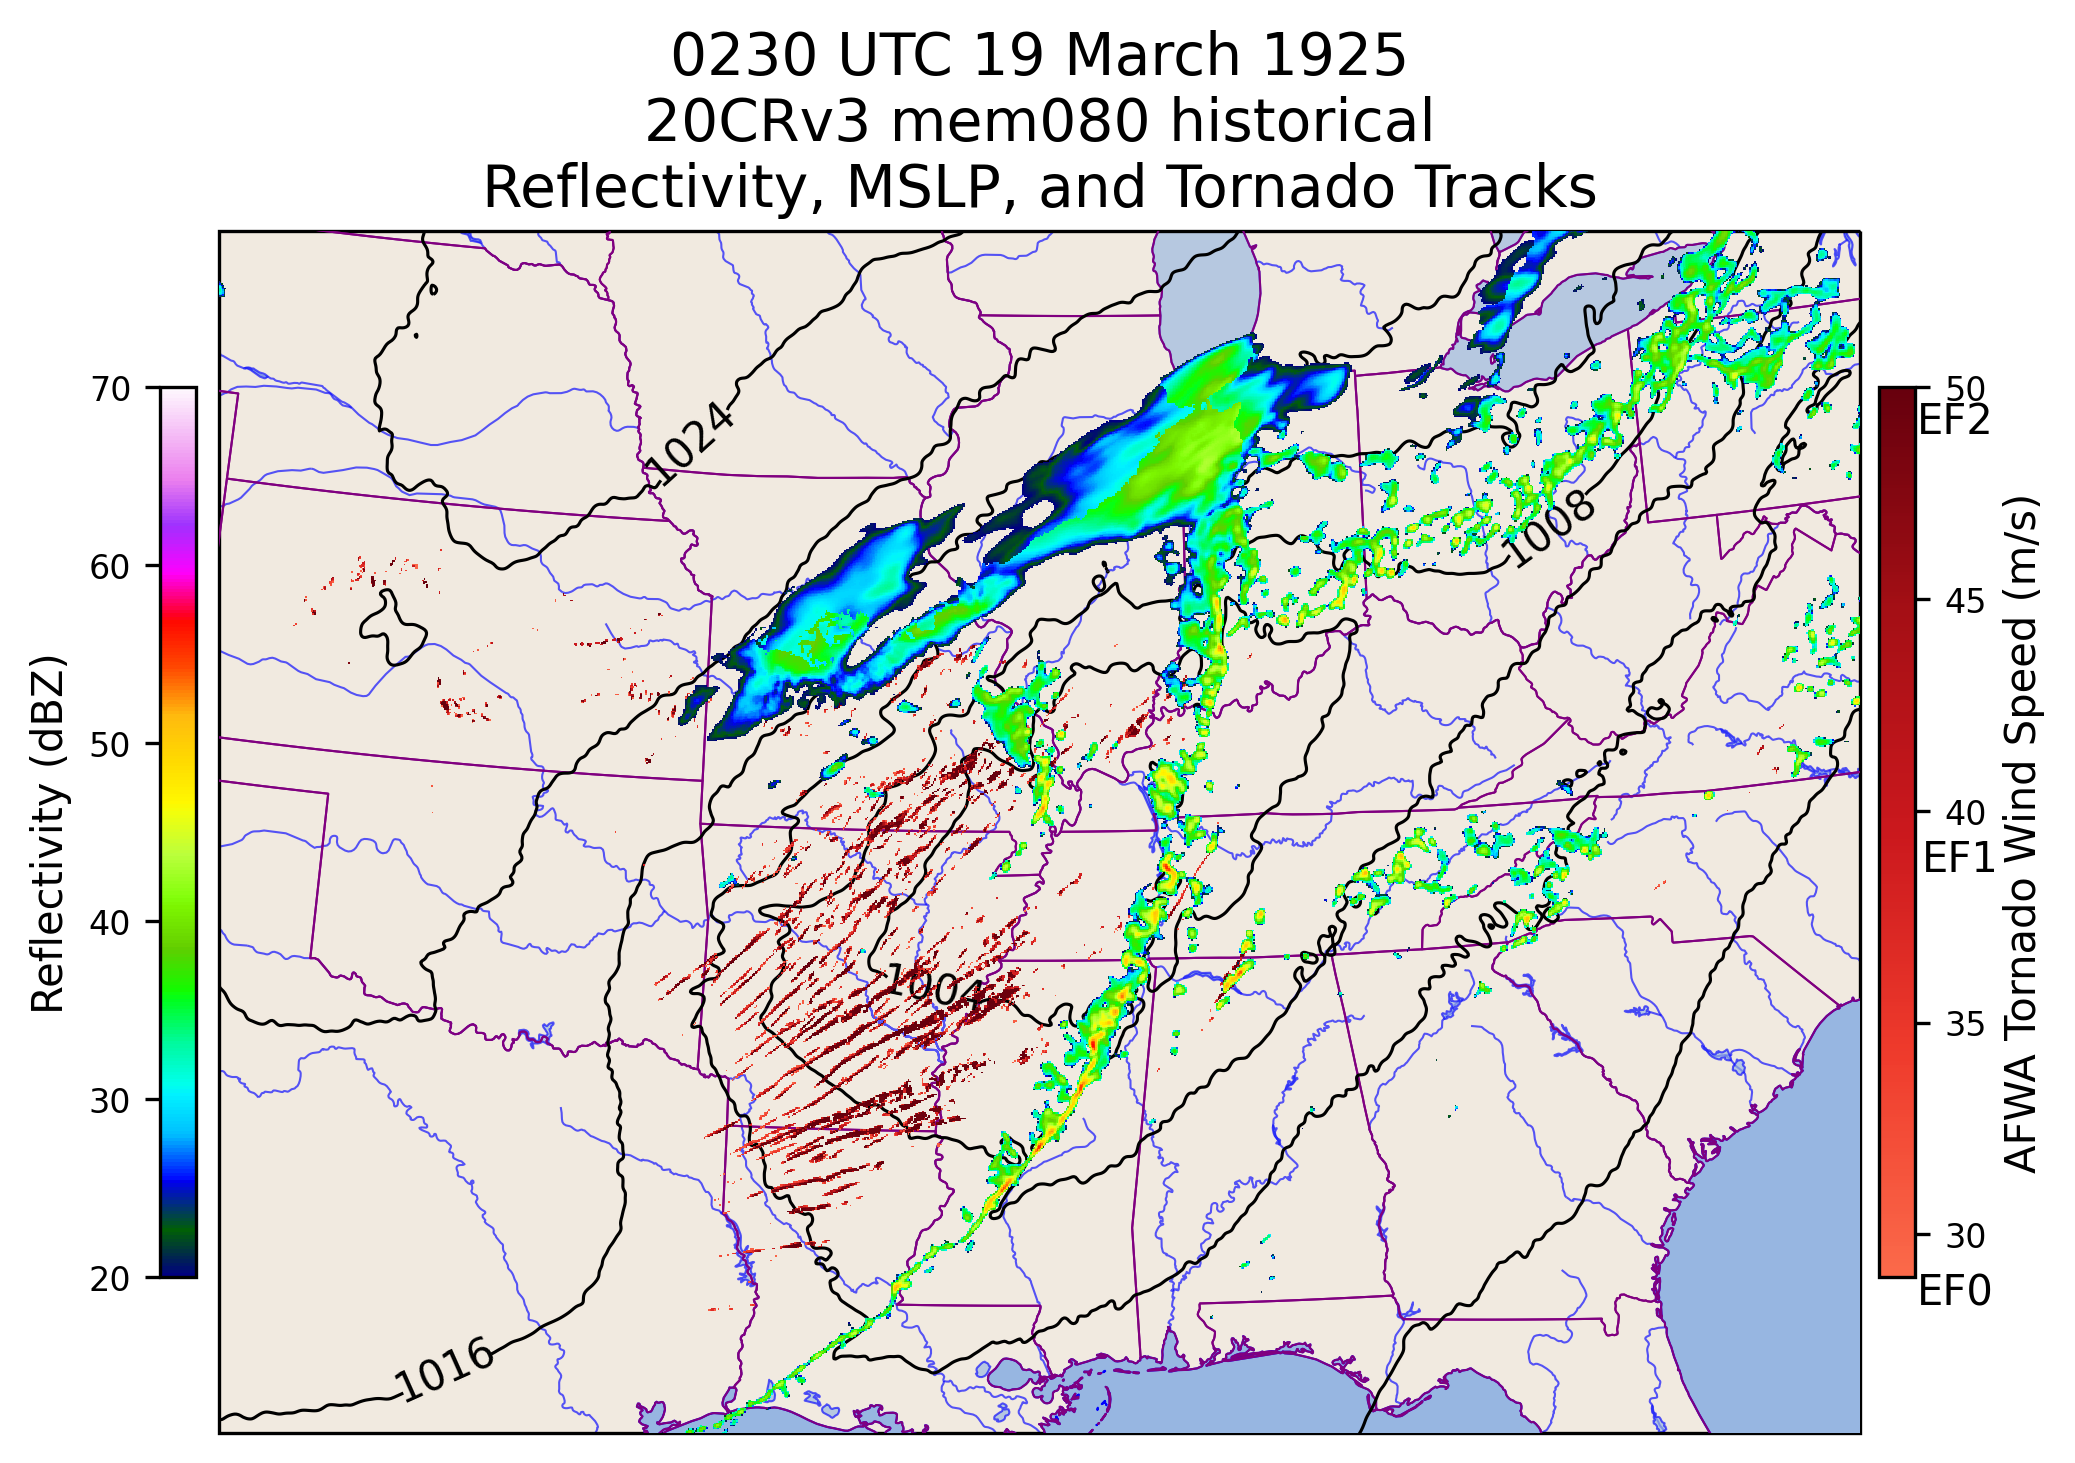 0230 UTC 19 March 1925
20CRv3 mem080 historical
Reflectivity, MSLP, and Tornado Tracks
Reflectivity (dBZ)
70
60
50
40
30
20
1024
1008
1004
1016
50
EF2
45
40
EF1
35
30
EF0
AFWA Tornado Wind Speed (m/s)